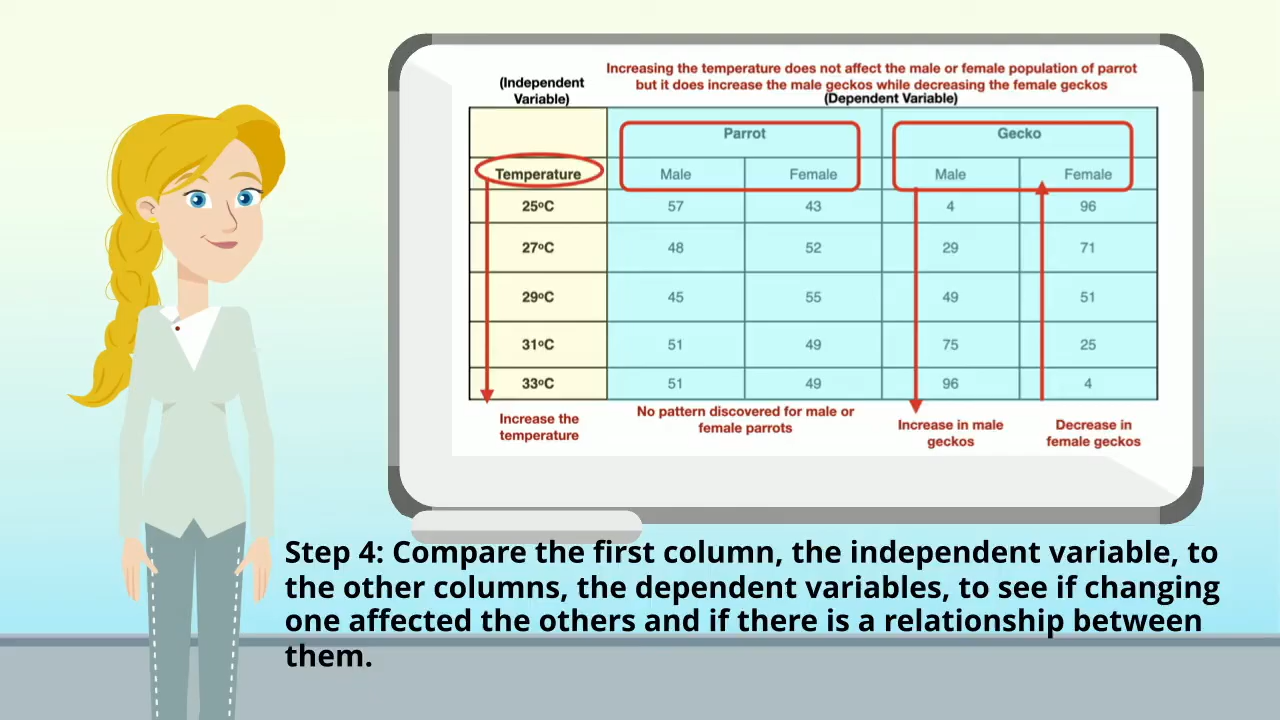 Increasing the temperature does not affect the male or female population of parrot
but it does increase the male geckos while decreasing the female geckos
(Independent
Variable)
(Dependent Variable)
Parrot Gecko
Temperature Male Female Male Female
25ºC 57 43 4 96
27ºC 48 52 29 71
29ºC 45 55 49 51
31ºC 51 49 75 25
33ºC 51 49 96 4
Increase the
temperature
No pattern discovered for male or
female parrots
Increase in male
geckos
Decrease in
female geckos
Step 4: Compare the first column, the independent variable, to
the other columns, the dependent variables, to see if changing
one affected the others and if there is a relationship between
them.